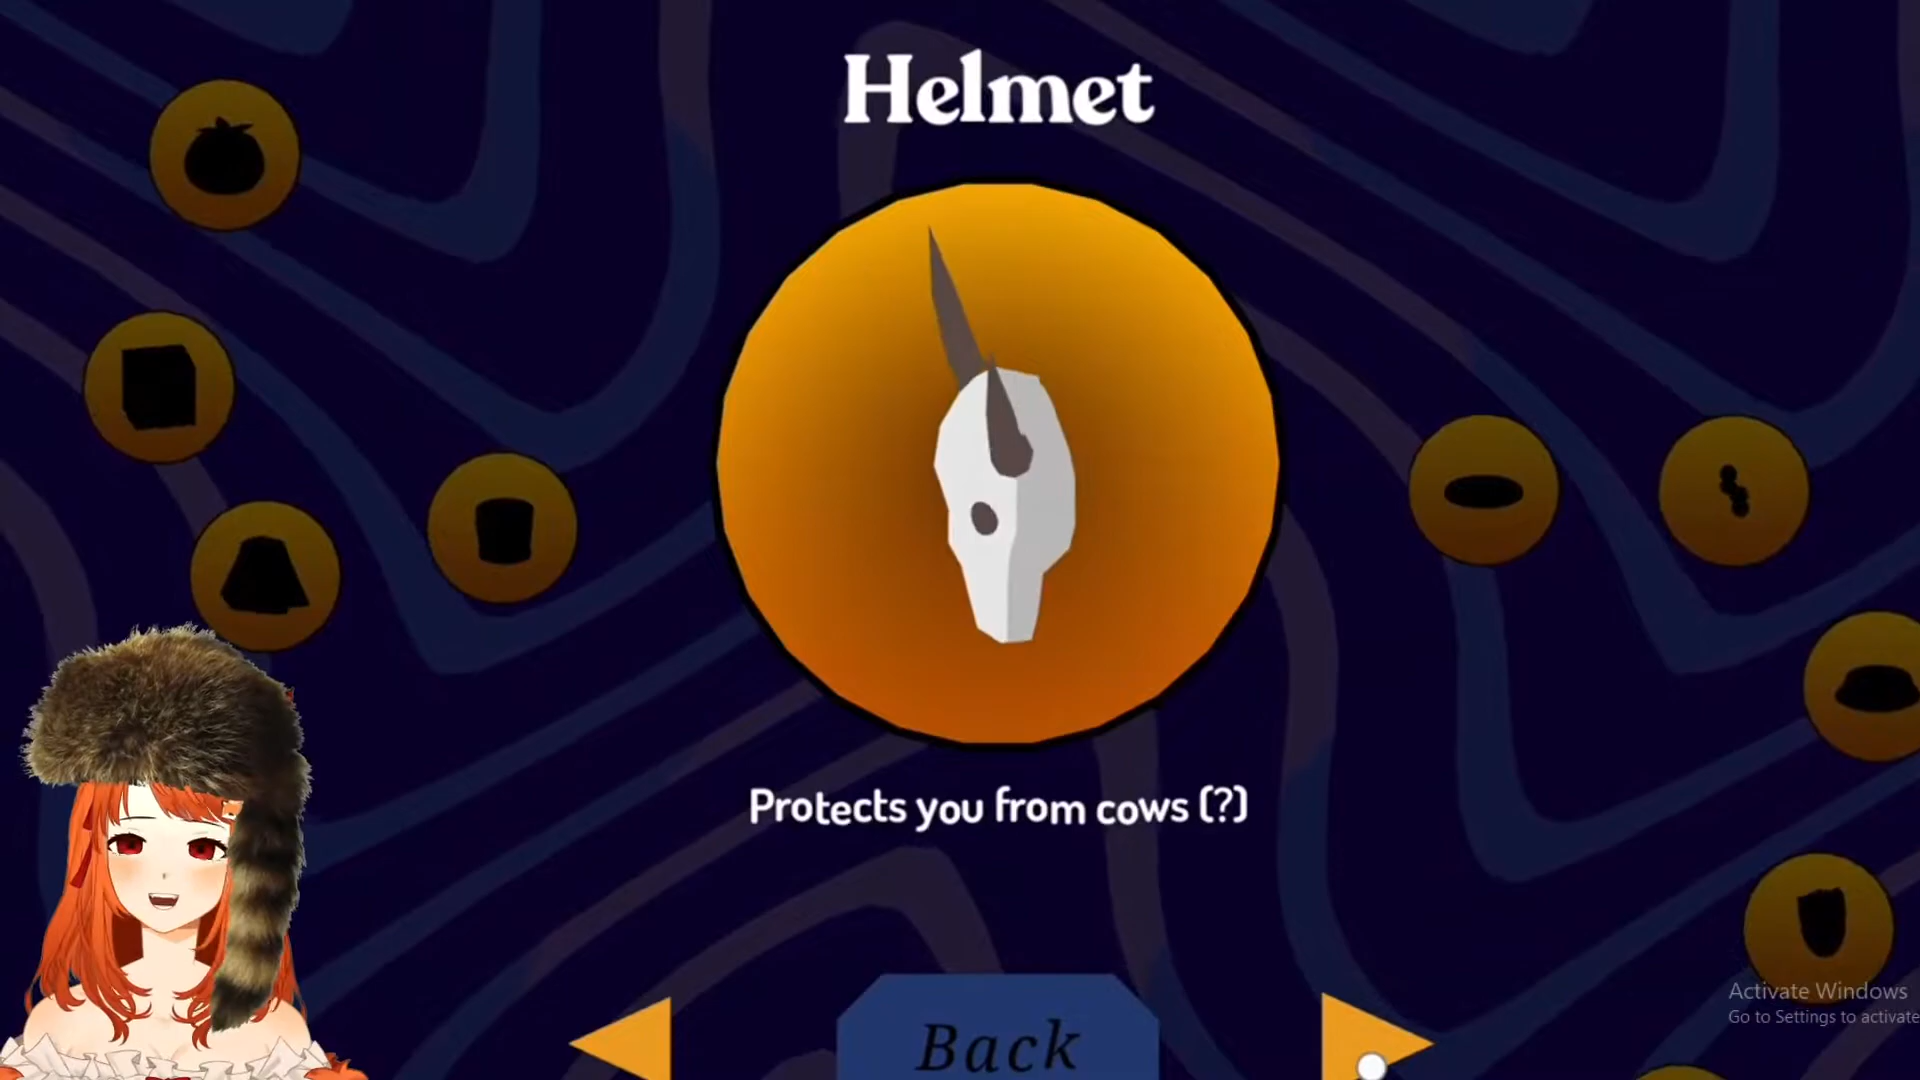 Helmet
Protects you from cows (?)
Back
Activate Windows
Go to Settings to activate